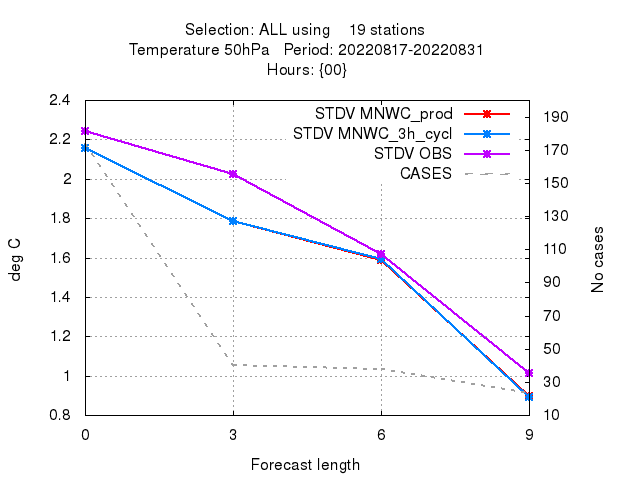 Selection: ALL using    19 stations
Temperature 50hPa   Period: 20220817-20220831
Hours: {00}
STDV MNWC_prod
STDV MNWC_3h_cycl
STDV OBS
CASES
2.4
2.2
2
1.8
1.6
1.4
1.2
1
0.8
deg C
190
170
150
130
110
90
70
50
30
10
No cases
0 3 6 9
Forecast length